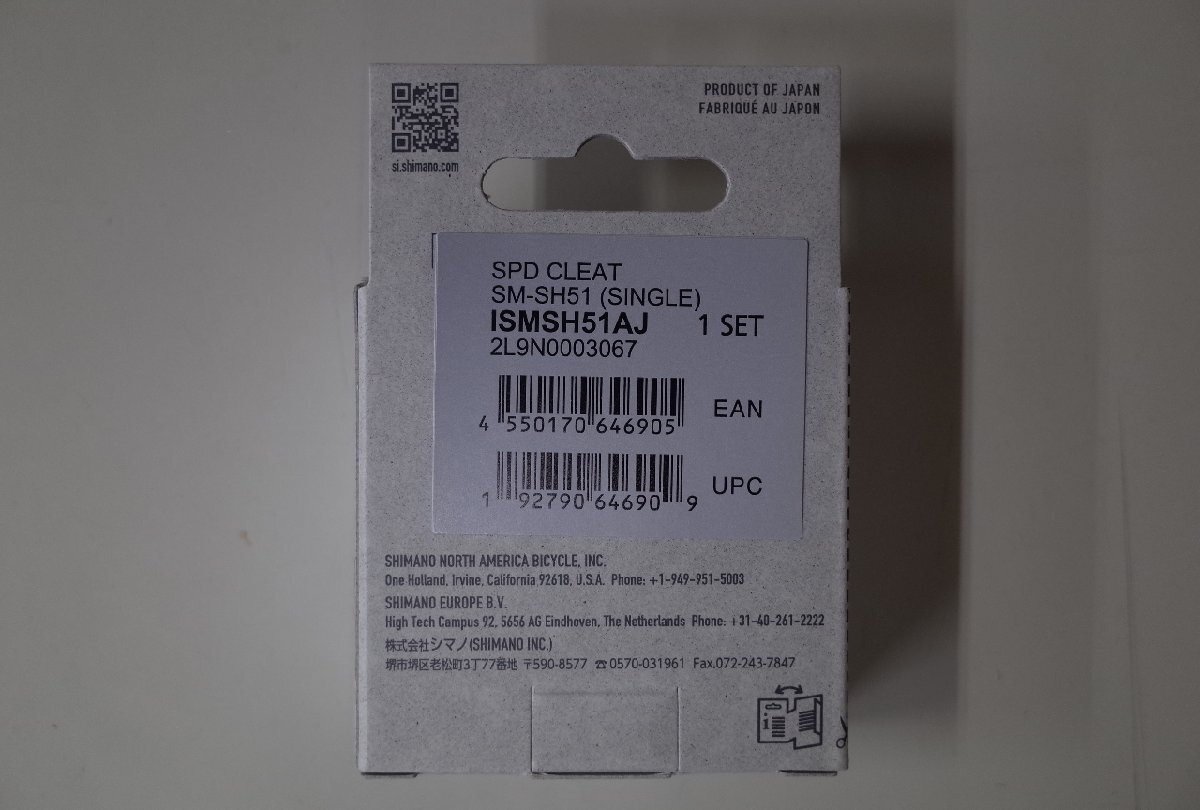 PRODUCT OF JAPAN
FABRIQUÉ AU JAPON
si.shimano.com
SPD CLEAT
SM-SH51 (SINGLE)
ISMSH51AJ 1 SET
2L9N0003067
4 550170 646905 EAN
1 92790 64690 9 UPC
SHIMANO NORTH AMERICA BICYCLE, INC.
One Holland, Irvine, California 92618, U.S.A. Phone: +1-949-951-5003
SHIMANO EUROPE B.V.
High Tech Campus 92, 5656 AG Eindhoven, The Netherlands Phone: +31-40-261-2222
株式会社シマノ(SHIMANO INC.)
堺市堺区老松町3丁77番地 〒590-8577 ☎0570-031961 Fax.072-243-7847
i